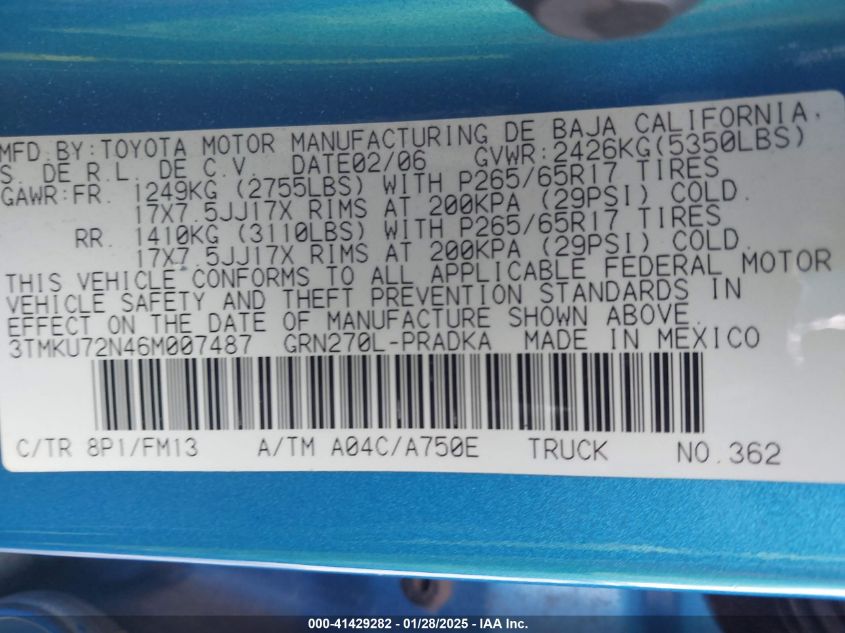 MFD.BY:TOYOTA MOTOR MANUFACTURING DE BAJA CALIFORNIA,
S. DE R.L. DE C.V. DATE02/06 GVWR:2426KG(5350LBS)
GAWR:FR. 1249KG (2755LBS) WITH P265/65R17 TIRES
17X7.5JJ17X RIMS AT 200KPA (29PSI) COLD.
RR. 1410KG (3110LBS) WITH P265/65R17 TIRES
17X7.5JJ17X RIMS AT 200KPA (29PSI) COLD.
THIS VEHICLE CONFORMS TO ALL APPLICABLE FEDERAL MOTOR
VEHICLE SAFETY AND THEFT PREVENTION STANDARDS IN
EFFECT ON THE DATE OF MANUFACTURE SHOWN ABOVE.
3TMKU72N46M007487 GRN270L-PRADKA MADE IN MEXICO
C/TR 8P1/FM13 A/TM A04C/A750E TRUCK NO.362
000-41429282 - 01/28/2025 - IAA Inc.